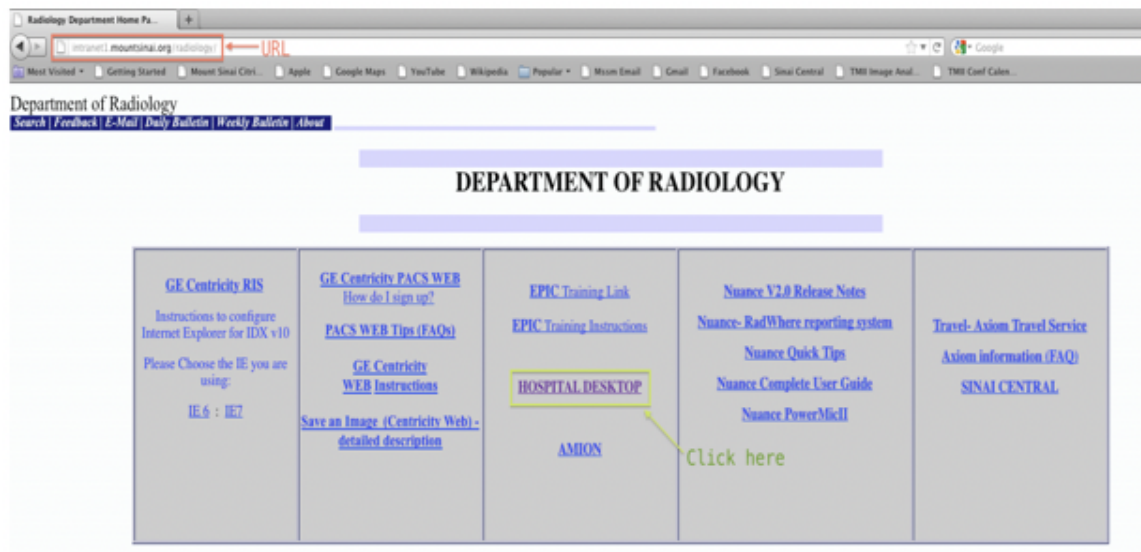 Radiology Department Home Pa...
intranet1.mountsinai.org/radiology/
URL
Google
Most Visited
Getting Started
Mount Sinai Citri...
Apple
Google Maps
YouTube
Wikipedia
Popular
Mssm Email
Gmail
Facebook
Sinai Central
TMII Image Anal...
TMII Conf Calen...
Department of Radiology
Search | Feedback | E-Mail | Daily Bulletin | Weekly Bulletin | About
DEPARTMENT OF RADIOLOGY
GE Centricity RIS
Instructions to configure
Internet Explorer for IDX v10
Please Choose the IE you are
using:
IE6 : IE7
GE Centricity PACS WEB
How do I sign up?
PACS WEB Tips (FAQs)
GE Centricity
WEB Instructions
Save an Image (Centricity Web) -
detailed description
EPIC Training Link
EPIC Training Instructions
HOSPITAL DESKTOP
AMION
Click here
Nuance V2.0 Release Notes
Nuance- RadWhere reporting system
Nuance Quick Tips
Nuance Complete User Guide
Nuance PowerMicII
Travel- Axiom Travel Service
Axiom information (FAQ)
SINAI CENTRAL